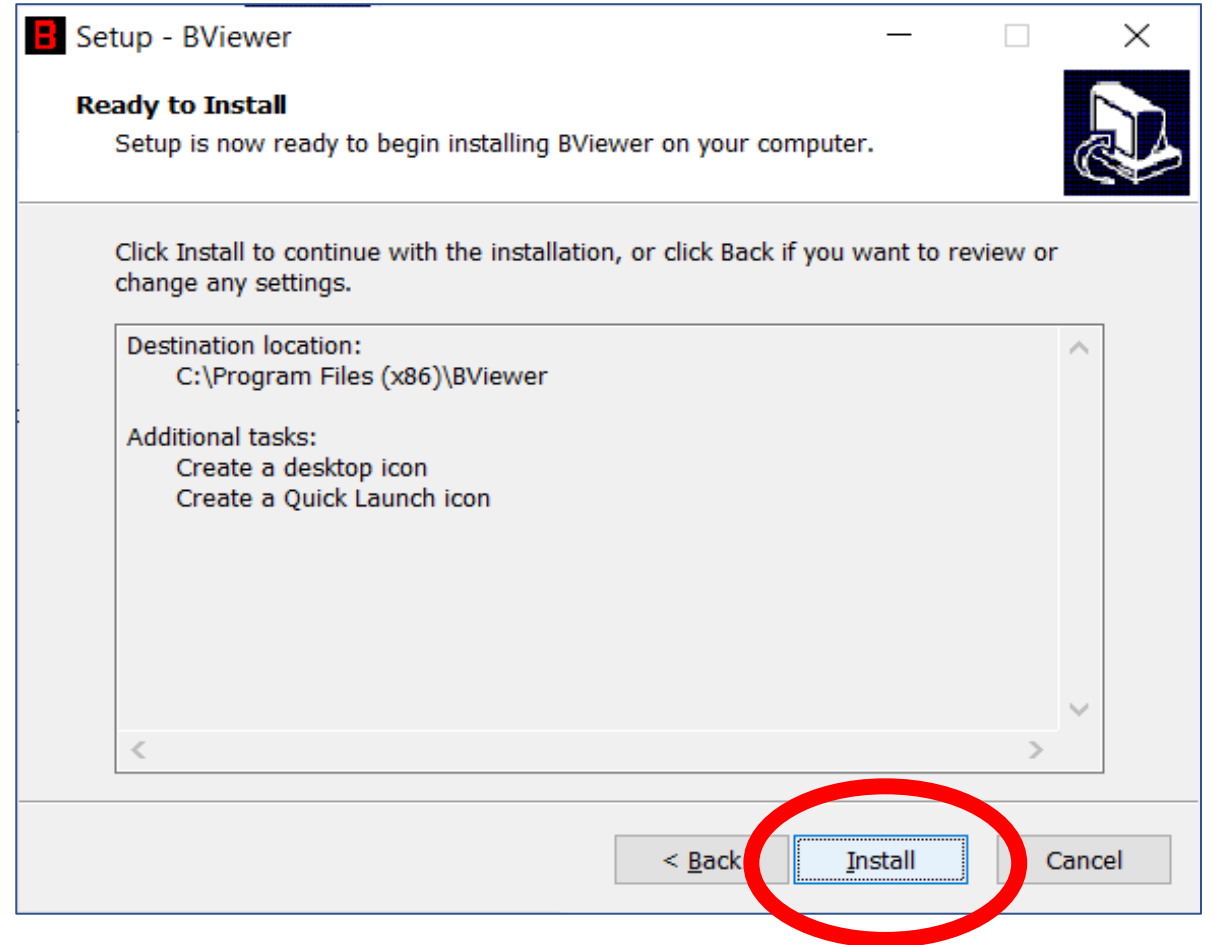 B Setup - BViewer
Ready to Install
Setup is now ready to begin installing BViewer on your computer.
Click Install to continue with the installation, or click Back if you want to review or
change any settings.
Destination location:
C:\Program Files (x86)\BViewer
Additional tasks:
Create a desktop icon
Create a Quick Launch icon
< Back Install Cancel